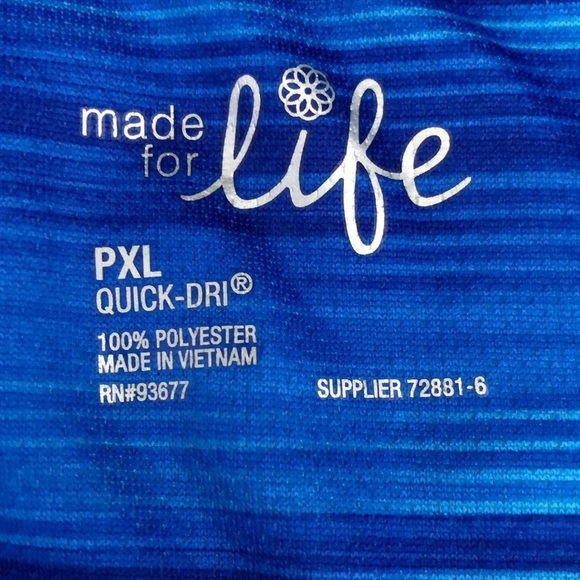 made
for life
PXL
QUICK-DRI®
100% POLYESTER
MADE IN VIETNAM
RN#93677
SUPPLIER 72881-6